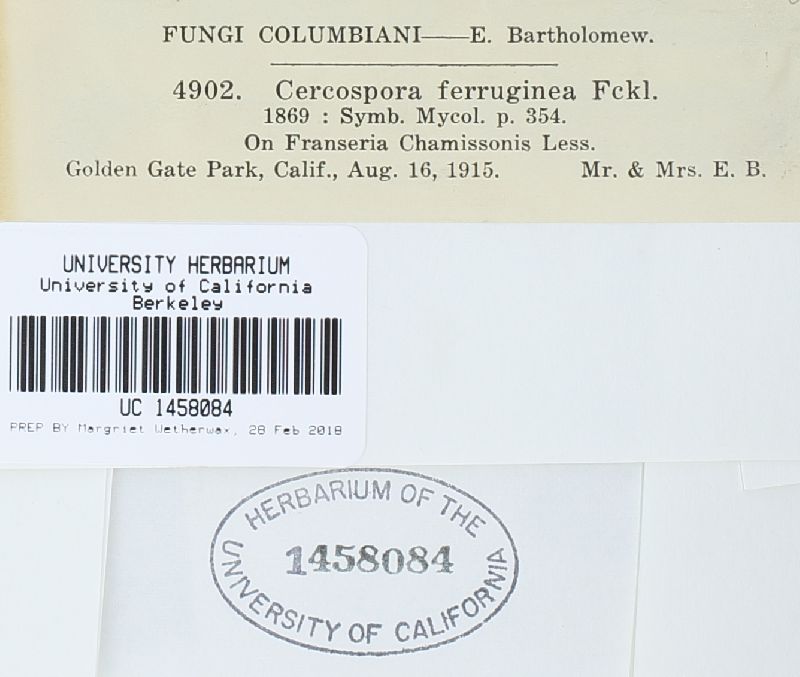 FUNGI COLUMBIANI—E. Bartholomew.
4902. Cercospora ferruginea Fckl.
1869 : Symb. Mycol. p. 354.
On Franseria Chamissonis Less.
Golden Gate Park, Calif., Aug. 16, 1915. Mr. & Mrs. E. B.
UNIVERSITY HERBARIUM
University of California
Berkeley
UC 1458084
PREP BY Margriet Wetherwax, 28 Feb 2018
HERBARIUM OF THE
1458084
UNIVERSITY OF CALIFORNIA